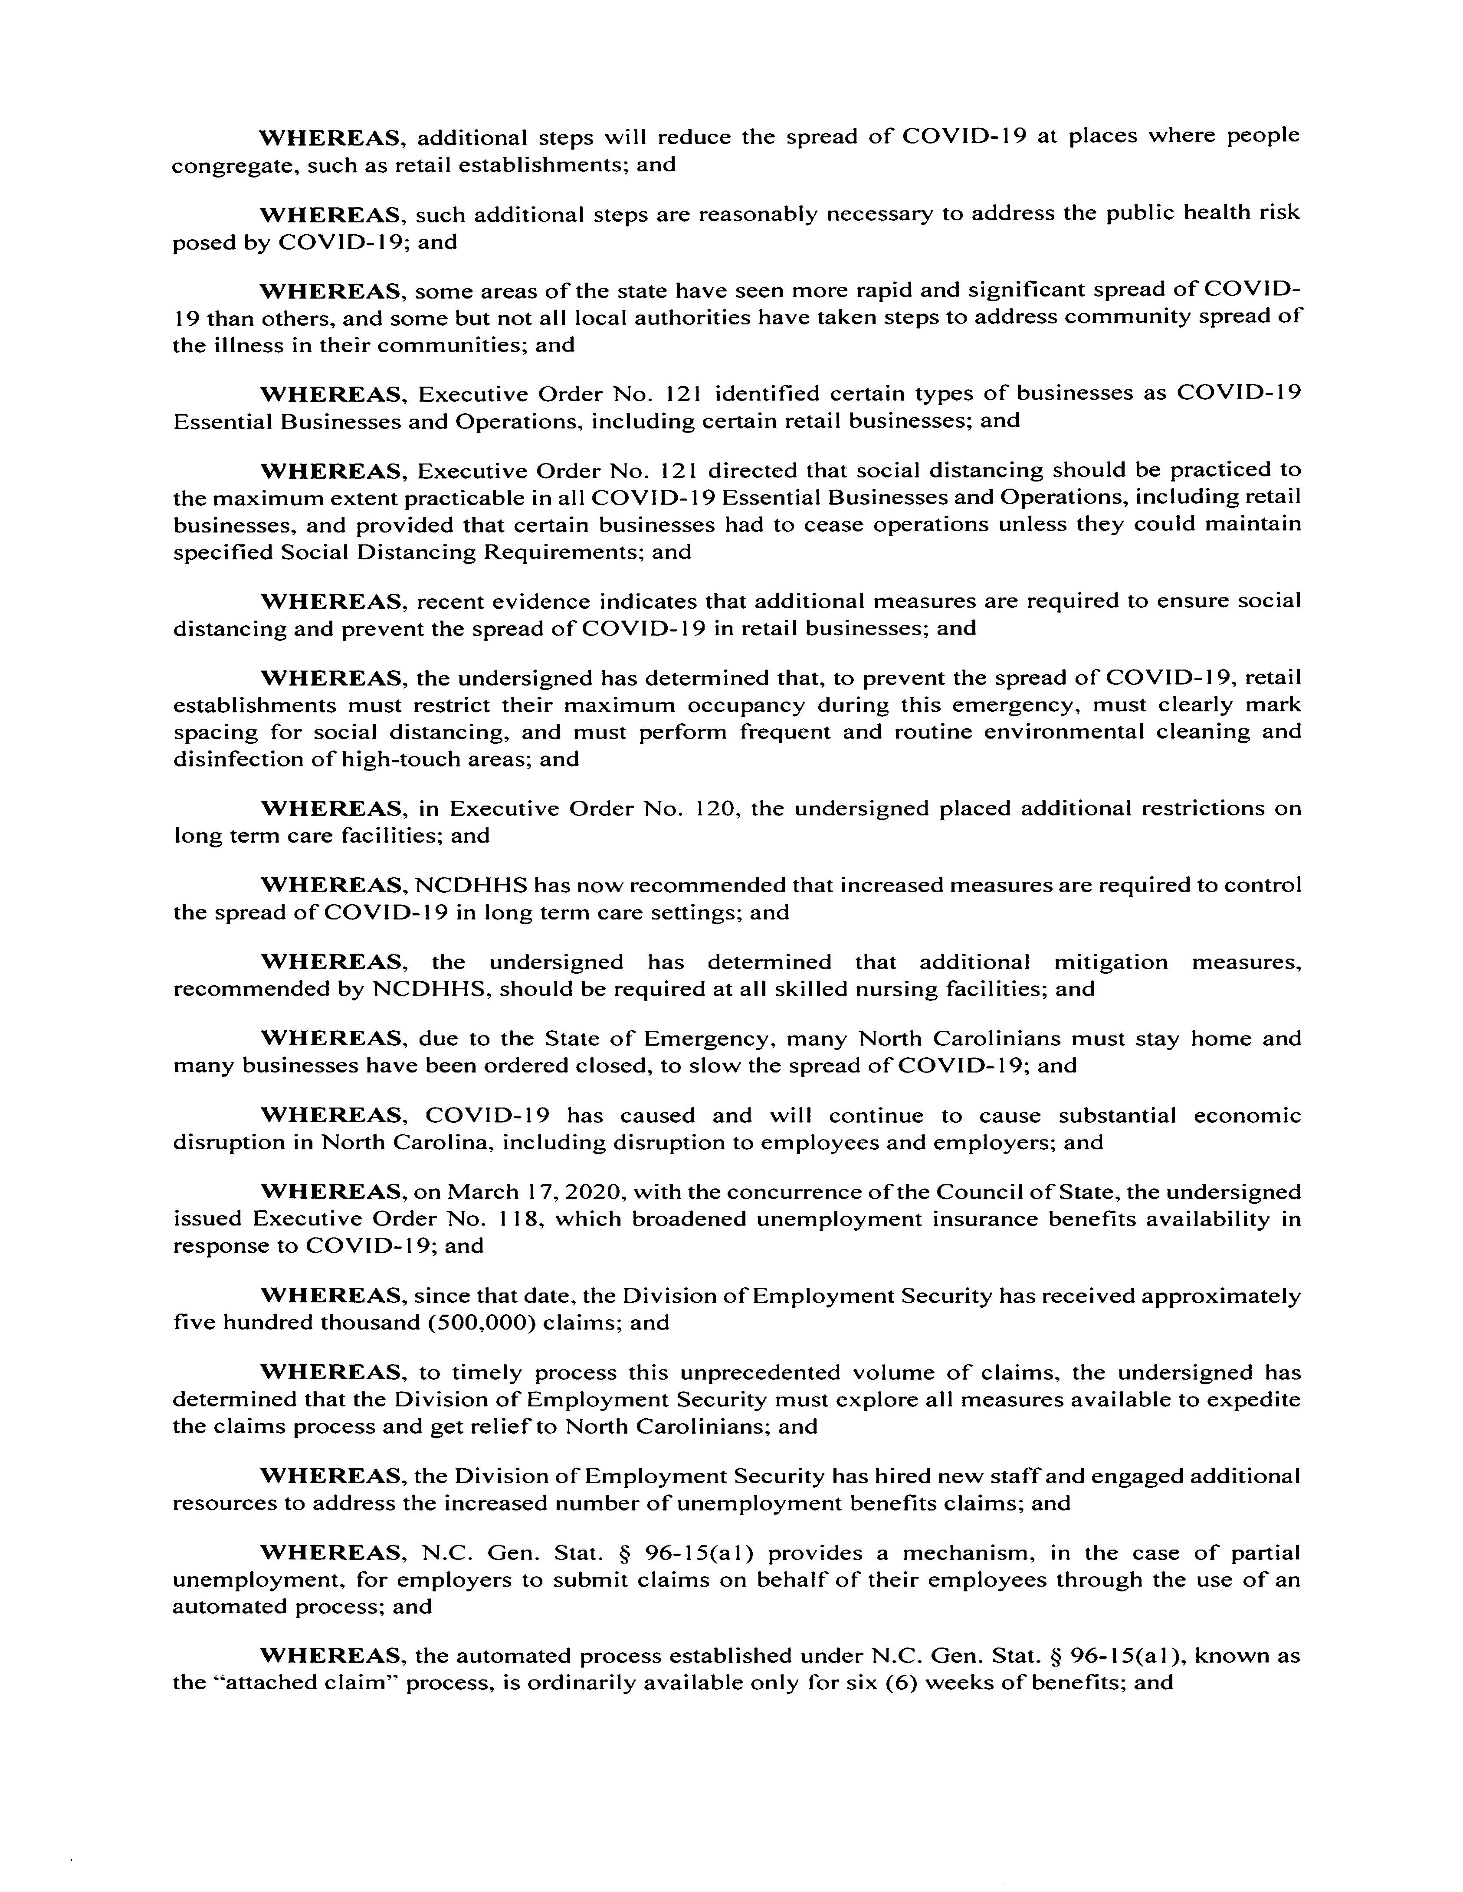 WHEREAS, additional steps will reduce the spread of COVID-19 at places where people
congregate, such as retail establishments; and
WHEREAS, such additional steps are reasonably necessary to address the public health risk
posed by COVID-19; and
WHEREAS, some areas of the state have seen more rapid and significant spread of COVID-
19 than others, and some but not all local authorities have taken steps to address community spread of
the illness in their communities; and
WHEREAS, Executive Order No. 121 identified certain types of businesses as COVID-19
Essential Businesses and Operations, including certain retail businesses; and
WHEREAS, Executive Order No. 121 directed that social distancing should be practiced to
the maximum extent practicable in all COVID-19 Essential Businesses and Operations, including retail
businesses, and provided that certain businesses had to cease operations unless they could maintain
specified Social Distancing Requirements; and
WHEREAS, recent evidence indicates that additional measures are required to ensure social
distancing and prevent the spread of COVID-19 in retail businesses; and
WHEREAS, the undersigned has determined that, to prevent the spread of COVID-19, retail
establishments must restrict their maximum occupancy during this emergency, must clearly mark
spacing for social distancing, and must perform frequent and routine environmental cleaning and
disinfection of high-touch areas; and
WHEREAS, in Executive Order No. 120, the undersigned placed additional restrictions on
long term care facilities; and
WHEREAS, NCDHHS has now recommended that increased measures are required to control
the spread of COVID-19 in long term care settings; and
WHEREAS, the undersigned has determined that additional mitigation measures,
recommended by NCDHHS, should be required at all skilled nursing facilities; and
WHEREAS, due to the State of Emergency, many North Carolinians must stay home and
many businesses have been ordered closed, to slow the spread of COVID-19; and
WHEREAS, COVID-19 has caused and will continue to cause substantial economic
disruption in North Carolina, including disruption to employees and employers; and
WHEREAS, on March 17, 2020, with the concurrence of the Council of State, the undersigned
issued Executive Order No. 118, which broadened unemployment insurance benefits availability in
response to COVID-19; and
WHEREAS, since that date, the Division of Employment Security has received approximately
five hundred thousand (500,000) claims; and
WHEREAS, to timely process this unprecedented volume of claims, the undersigned has
determined that the Division of Employment Security must explore all measures available to expedite
the claims process and get relief to North Carolinians; and
WHEREAS, the Division of Employment Security has hired new staff and engaged additional
resources to address the increased number of unemployment benefits claims; and
WHEREAS, N.C. Gen. Stat. § 96-15(a1) provides a mechanism, in the case of partial
unemployment, for employers to submit claims on behalf of their employees through the use of an
automated process; and
WHEREAS, the automated process established under N.C. Gen. Stat. § 96-15(a1), known as
the “attached claim” process, is ordinarily available only for six (6) weeks of benefits; and